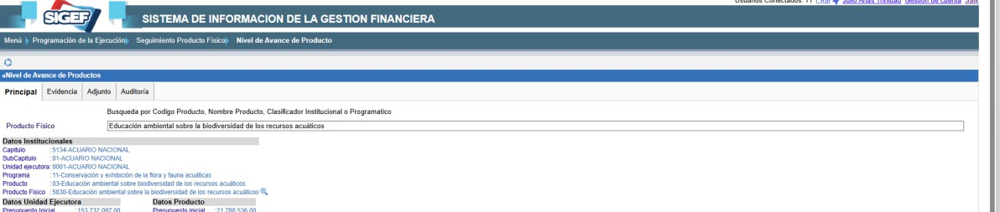 Usuarios Conectados: 77 Chat Julio Arias Trinidad Gestión de cuenta Salir
SIGEF SISTEMA DE INFORMACION DE LA GESTION FINANCIERA
Menú Programación de la Ejecución Seguimiento Producto Físico Nivel de Avance de Producto
«Nivel de Avance de Productos
Principal Evidencia Adjunto Auditoría
Busqueda por Codigo Producto, Nombre Producto, Clasificador Institucional o Programatico
Producto Físico Educación ambiental sobre la biodiversidad de los recursos acuáticos
Datos Institucionales
Capitulo :5134-ACUARIO NACIONAL
SubCapitulo :01-ACUARIO NACIONAL
Unidad ejecutora:0001-ACUARIO NACIONAL
Programa :11-Conservación y exhibición de la flora y fauna acuáticas
Producto :03-Educación ambiental sobre biodiversidad de los recursos acuáticos
Producto Fisico :5830-Educación ambiental sobre la biodiversidad de los recursos acuáticos
Datos Unidad Ejecutora Datos Producto
Presupuesto Inicial :153,737,097.00 Presupuesto Inicial :21,788,536.00